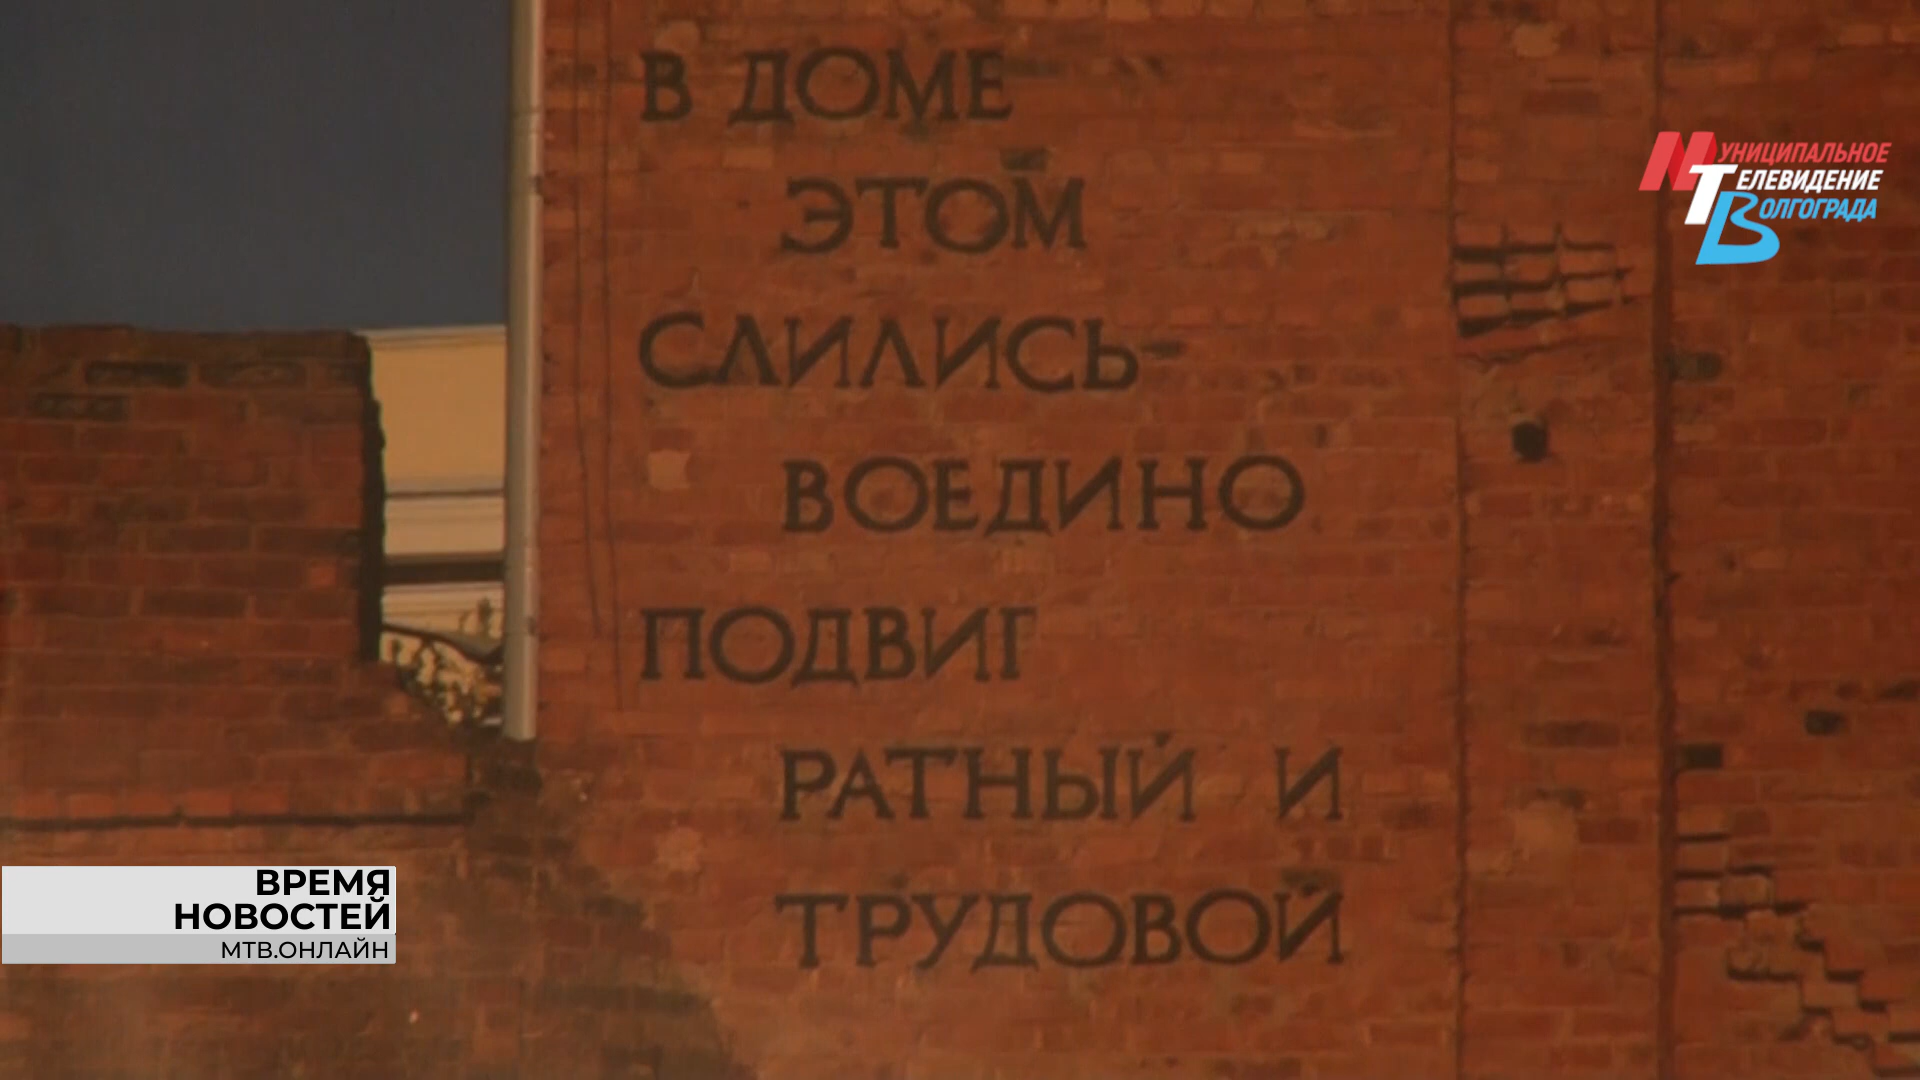 В ДОМЕ
ЭТОМ
СЛИЛИСЬ
ВОЕДИНО
ПОДВИГ
РАТНЫЙ И
ТРУДОВОЙ
МУНИЦИПАЛЬНОЕ
ТЕЛЕВИДЕНИЕ
ВОЛГОГРАДА
ВРЕМЯ
НОВОСТЕЙ
МТВ.ОНЛАЙН